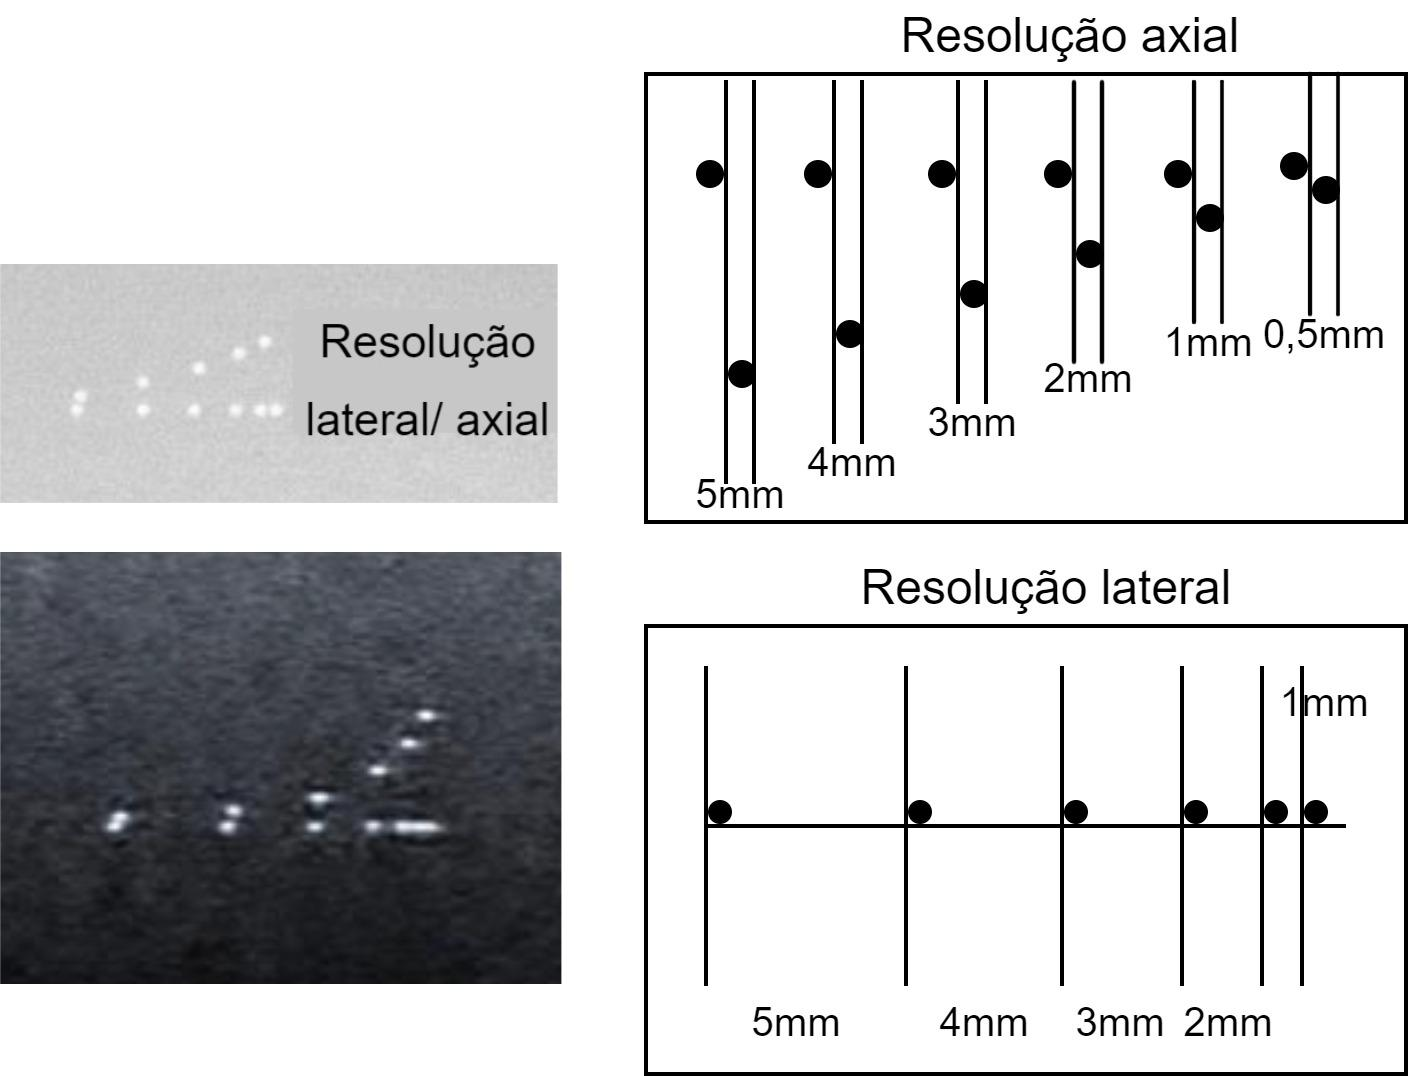 Resolução axial
5mm
4mm
3mm
2mm
1mm
0,5mm
Resolução
lateral/ axial
Resolução lateral
1mm
5mm
4mm
3mm
2mm